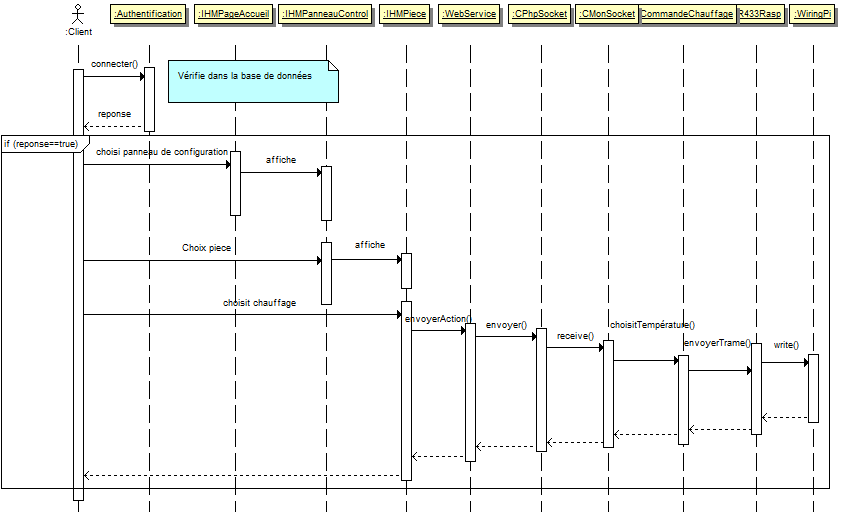 :Client
:Authentification
:IHMPageAccueil
:IHMPanneauControl
:IHMPiece
:WebService
:CPhpSocket
:CMonSocket
CommandeChauffage
R433Rasp
:WiringPi
connecter()
Vérifie dans la base de données
reponse
if (reponse==true)
choisi panneau de configuration
affiche
Choix piece
affiche
choisit chauffage
envoyerAction()
envoyer()
receive()
choisitTempérature()
envoyerTrame()
write()